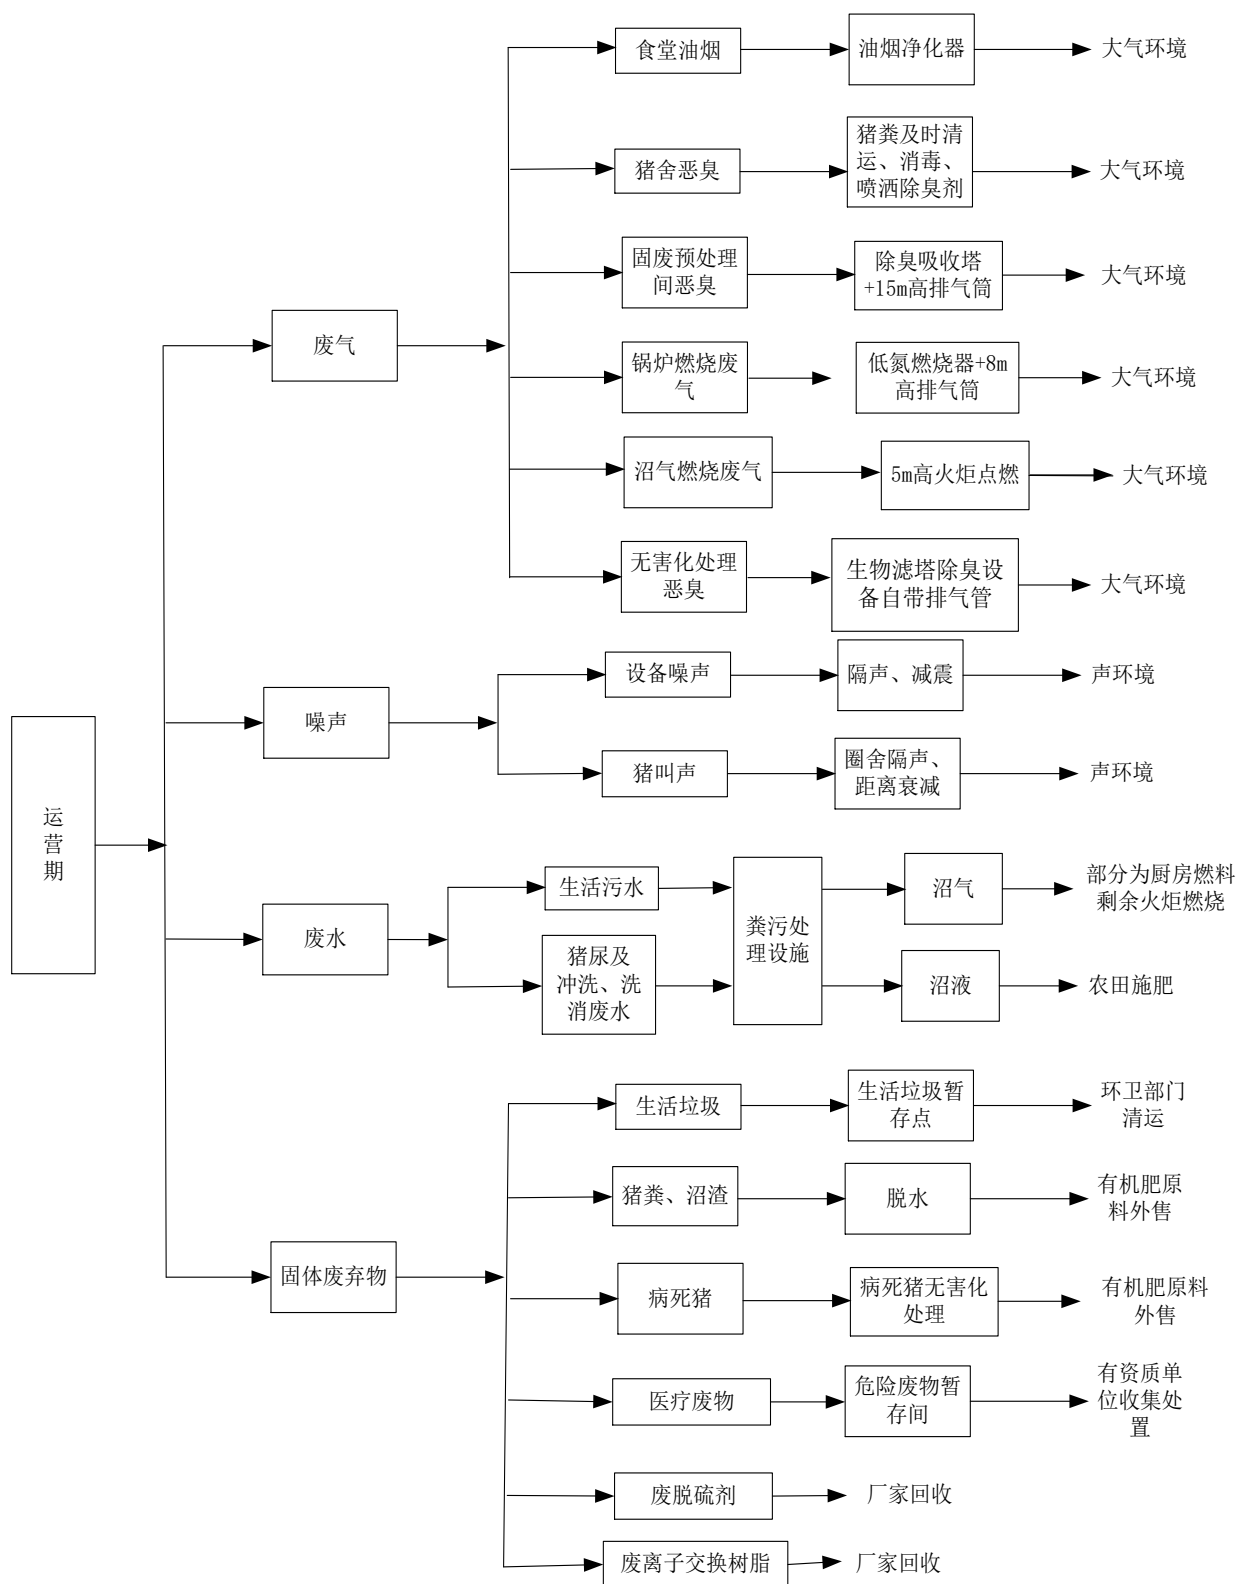 食堂油烟
油烟净化器
大气环境
猪舍恶臭
猪粪及时清
运、消毒、
喷洒除臭剂
大气环境
固废预处理
间恶臭
除臭吸收塔
+15m高排气筒
大气环境
废气
锅炉燃烧废
气
低氮燃烧器+8m
高排气筒
大气环境
沼气燃烧废气
5m高火炬点燃
大气环境
无害化处理
恶臭
生物滤塔除臭设
备自带排气管
大气环境
设备噪声
隔声、减震
声环境
噪声
猪叫声
圈舍隔声、
距离衰减
声环境
运
营
期
生活污水
粪污处
理设施
沼气
部分为厨房燃料
剩余火炬燃烧
废水
猪尿及
冲洗、洗
消废水
沼液
农田施肥
生活垃圾
生活垃圾暂
存点
环卫部门
清运
猪粪、沼渣
脱水
有机肥原
料外售
固体废弃物
病死猪
病死猪无害化
处理
有机肥原料
外售
医疗废物
危险废物暂
存间
有资质单
位收集处
置
废脱硫剂
厂家回收
废离子交换树脂
厂家回收